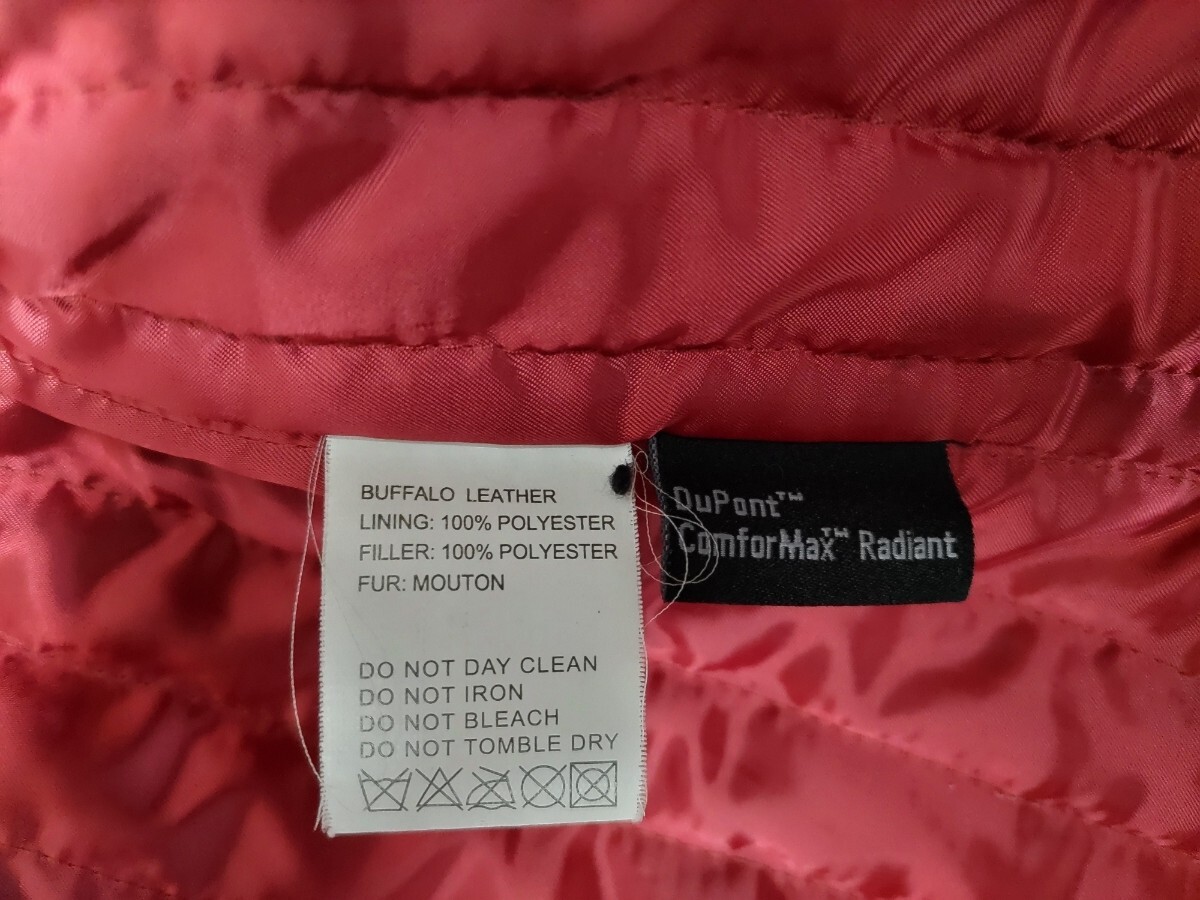 BUFFALO LEATHER
LINING: 100% POLYESTER
FILLER: 100% POLYESTER
FUR: MOUTON
DO NOT DAY CLEAN
DO NOT IRON
DO NOT BLEACH
DO NOT TOMBLE DRY
DuPont™
ComforMax™ Radiant